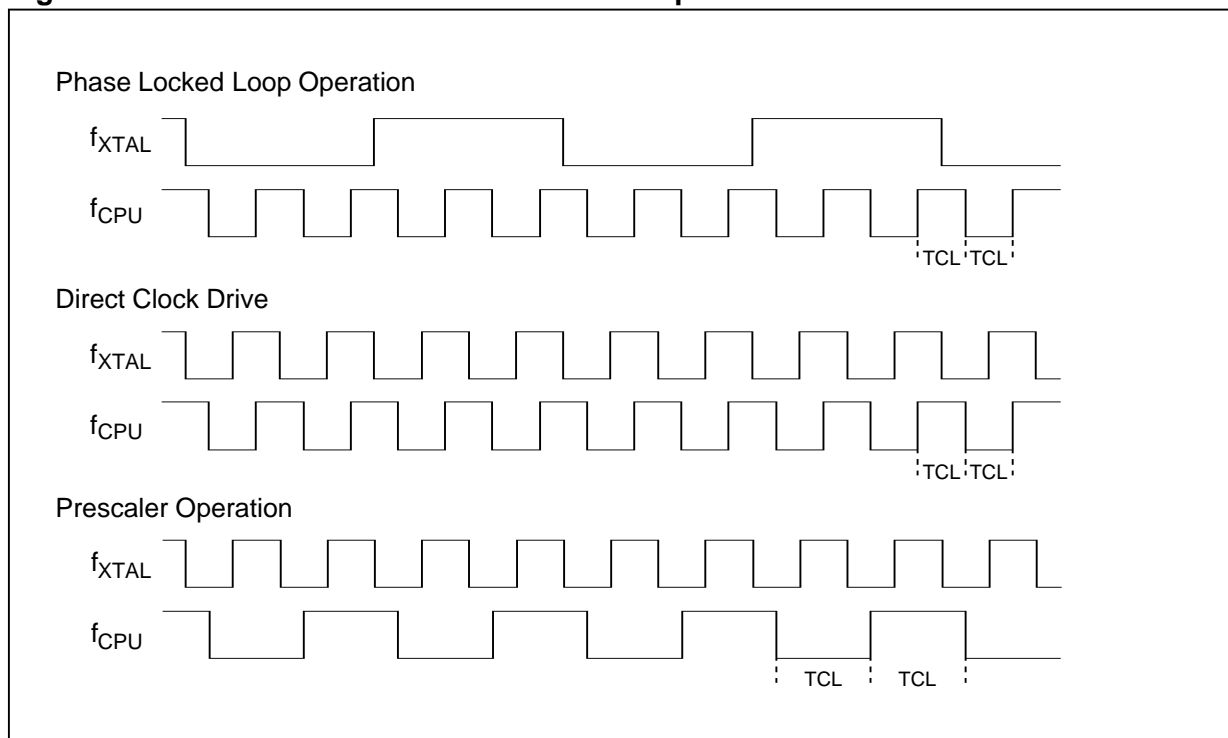 Phase Locked Loop Operation
fXTAL
fCPU
TCL TCL
Direct Clock Drive
fXTAL
fCPU
TCL TCL
Prescaler Operation
fXTAL
fCPU
TCL TCL